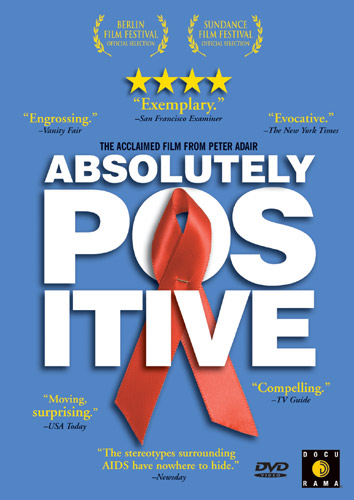 BERLIN
FILM FESTIVAL
OFFICIAL SELECTION
SUNDANCE
FILM FESTIVAL
OFFICIAL SELECTION
"Exemplary."
–San Francisco Examiner
"Engrossing."
–Vanity Fair
"Evocative."
–The New York Times
THE ACCLAIMED FILM FROM PETER ADAIR
ABSOLUTELY
POS
ITIVE
"Compelling."
–TV Guide
"Moving,
surprising."
–USA Today
"The stereotypes surrounding
AIDS have nowhere to hide."
–Newsday
DVD
VIDEO
DOCU
RAMA